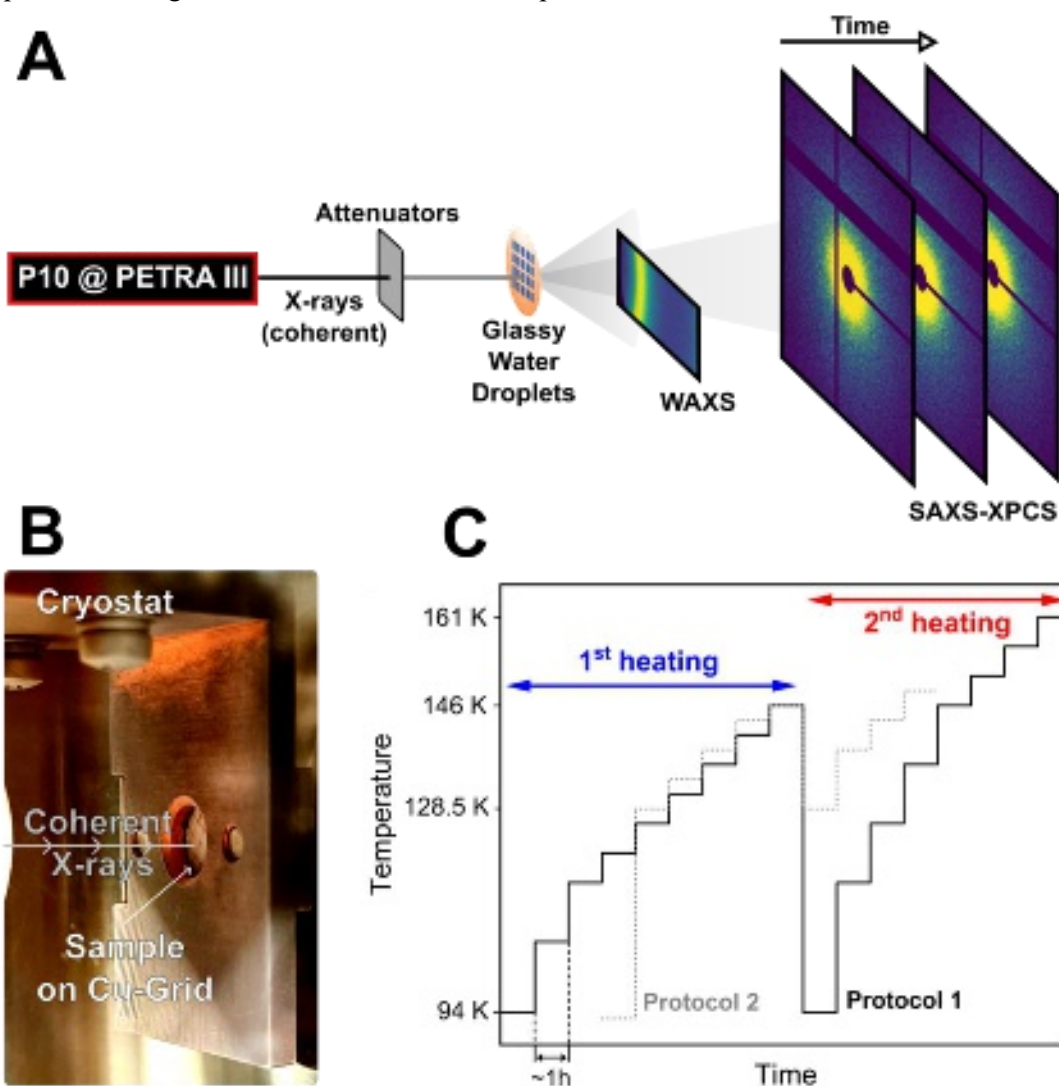 A
Time
Attenuators
P10 @ PETRA III
X-rays
(coherent)
Glassy
Water
Droplets
WAXS
SAXS-XPCS
B
Cryostat
Coherent
X-rays
Sample
on Cu-Grid
C
161 K
2nd heating
1st heating
146 K
128.5 K
Temperature
94 K
Protocol 2
Protocol 1
~1h
Time